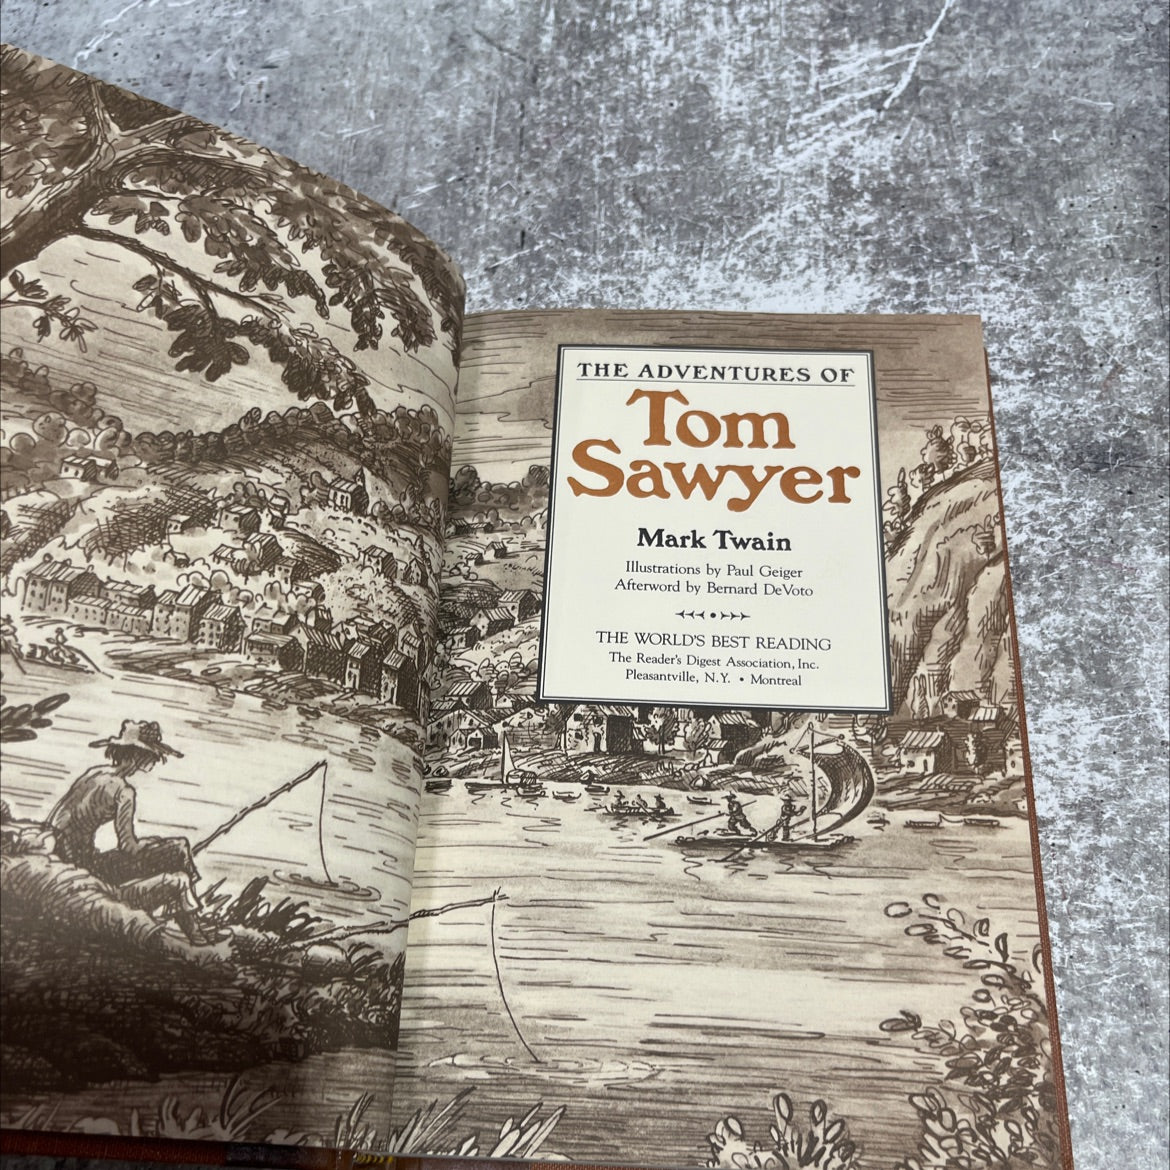 THE ADVENTURES OF
Tom
Sawyer
Mark Twain
Illustrations by Paul Geiger
Afterword by Bernard DeVoto
THE WORLD'S BEST READING
The Reader's Digest Association, Inc.
Pleasantville, N.Y. • Montreal